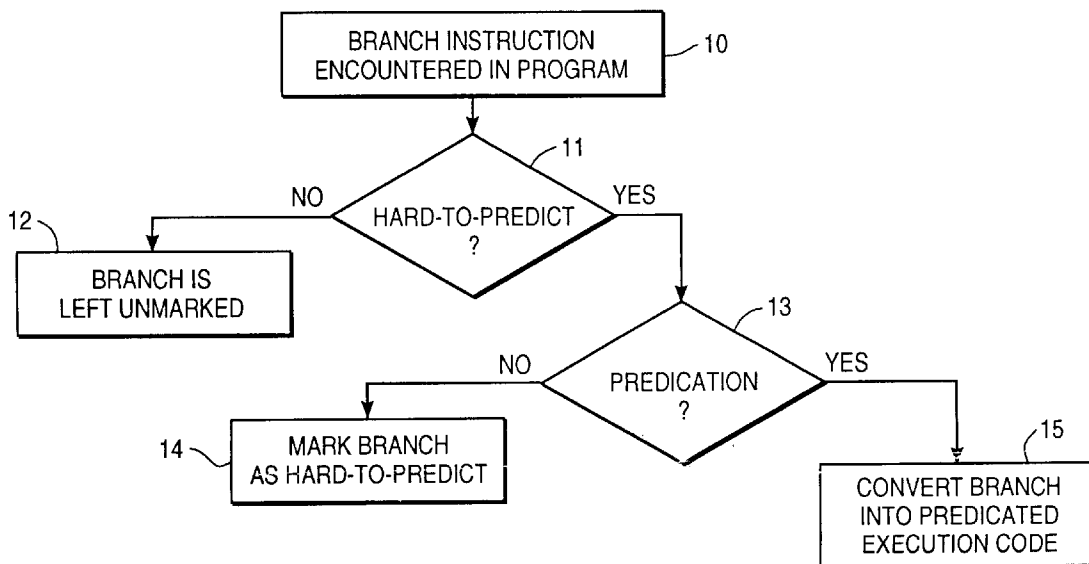 BRANCH INSTRUCTION
ENCOUNTERED IN PROGRAM
10
11
NO
YES
HARD-TO-PREDICT
?
12
BRANCH IS
LEFT UNMARKED
13
NO
YES
PREDICATION
?
14
MARK BRANCH
AS HARD-TO-PREDICT
15
CONVERT BRANCH
INTO PREDICATED
EXECUTION CODE